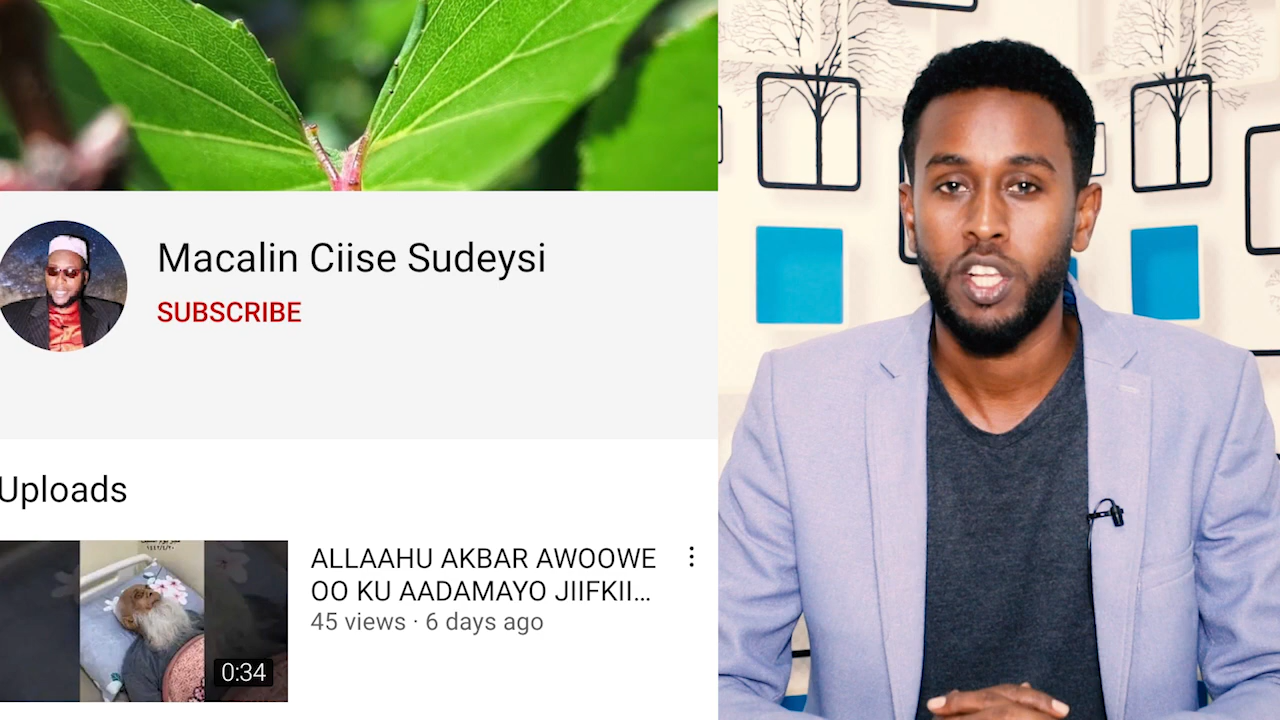 Macalin Ciise Sudeysi
SUBSCRIBE
Uploads
ALLAAHU AKBAR AWOOWE
OO KU AADAMAYO JIIFKII...
45 views · 6 days ago
0:34